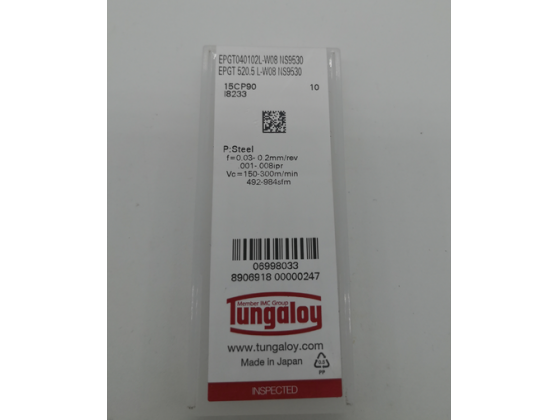 EPGT040102L-W08 NS9530
EPGT 520.5 L-W08 NS9530
15CP90 10
I8233
P:Steel
f=0.03- 0.2mm/rev
.001-.008ipr
Vc=150-300m/min
492-984sfm
06998033
8906918 00000247
Member IMC Group
Tungaloy
www.tungaloy.com
Made in Japan
PP
INSPECTED